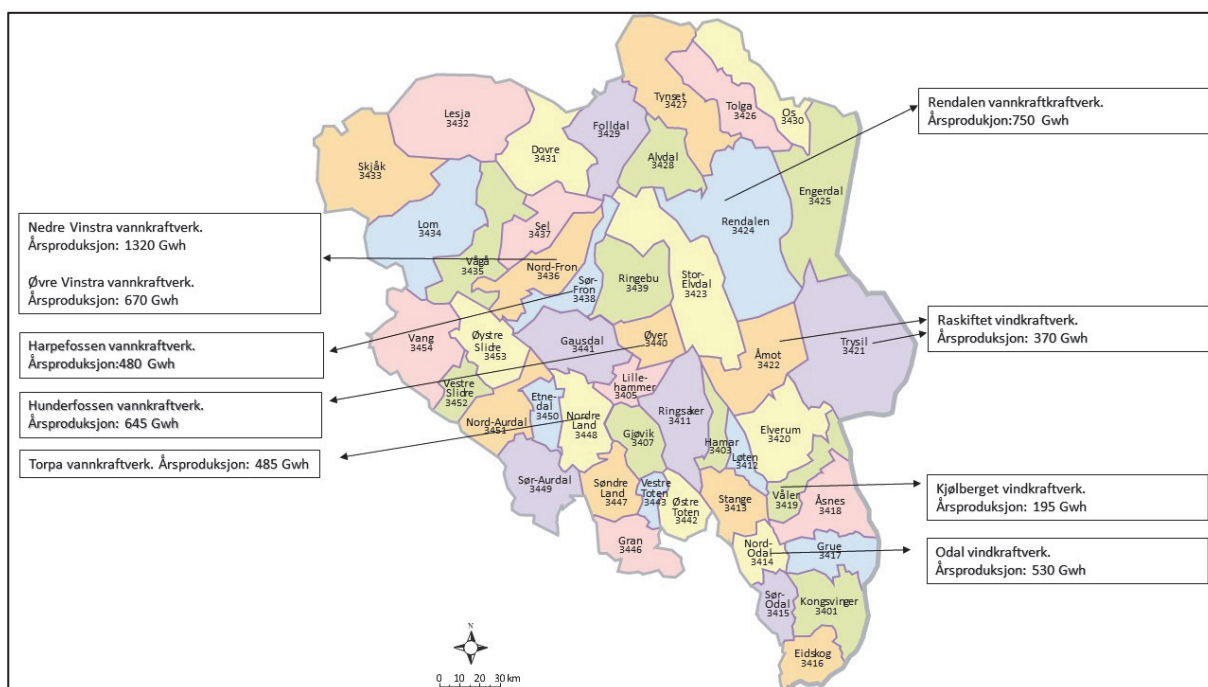 Nedre Vinstra vannkraftverk.
Årsproduksjon: 1320 Gwh
Øvre Vinstra vannkraftverk.
Årsproduksjon: 670 Gwh
Harpefossen vannkraftverk.
Årsproduksjon:480 Gwh
Hunderfossen vannkraftverk.
Årsproduksjon: 645 Gwh
Torpa vannkraftverk. Årsproduksjon: 485 Gwh
Lesja
3432
Skjåk
3433
Lom
3434
Dovre
3431
Folldal
3429
Tynset
3427
Tolga
3426
Os
3430
Alvdal
3428
Engerdal
3425
Rendalen
3424
Sel
3437
Vågå
3435
Nord-Fron
3436
Sør-
Fron
3438
Ringebu
3439
Stor-
Elvdal
3423
Vang
3454
Øystre
Slidre
3453
Gausdal
3441
Øyer
3440
Åmot
3422
Trysil
3421
Vestre
Slidre
3452
Nord-Aurdal
3451
Etne-
dal
3450
Nordre
Land
3448
Lille-
hammer
3405
Gjøvik
3407
Ringsaker
3411
Hamar
3403
Løten
3412
Elverum
3420
Sør-Aurdal
3449
Søndre
Land
3447
Vestre
Toten
3443
Østre
Toten
3442
Stange
3413
Våler
3419
Åsnes
3418
Gran
3446
Nord-
Odal
3414
Grue
3417
Sør-
Odal
3415
Kongsvinger
3401
Eidskog
3416
Rendalen vannkraftkraftverk.
Årsprodukjon:750 Gwh
Raskiftet vindkraftverk.
Årsproduksjon: 370 Gwh
Kjølberget vindkraftverk.
Årsproduksjon: 195 Gwh
Odal vindkraftverk.
Årsproduksjon: 530 Gwh
N
0 10 20 30 km